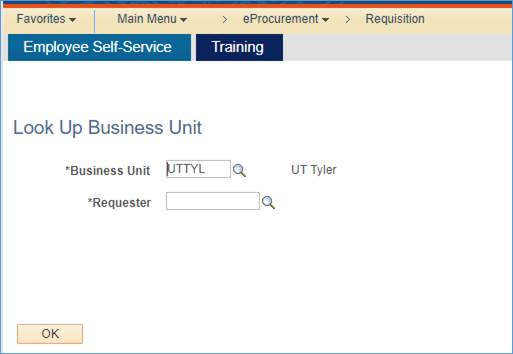 Favorites Main Menu > eProcurement > Requisition
Employee Self-Service Training
Look Up Business Unit
*Business Unit UTTYL UT Tyler
*Requester
OK